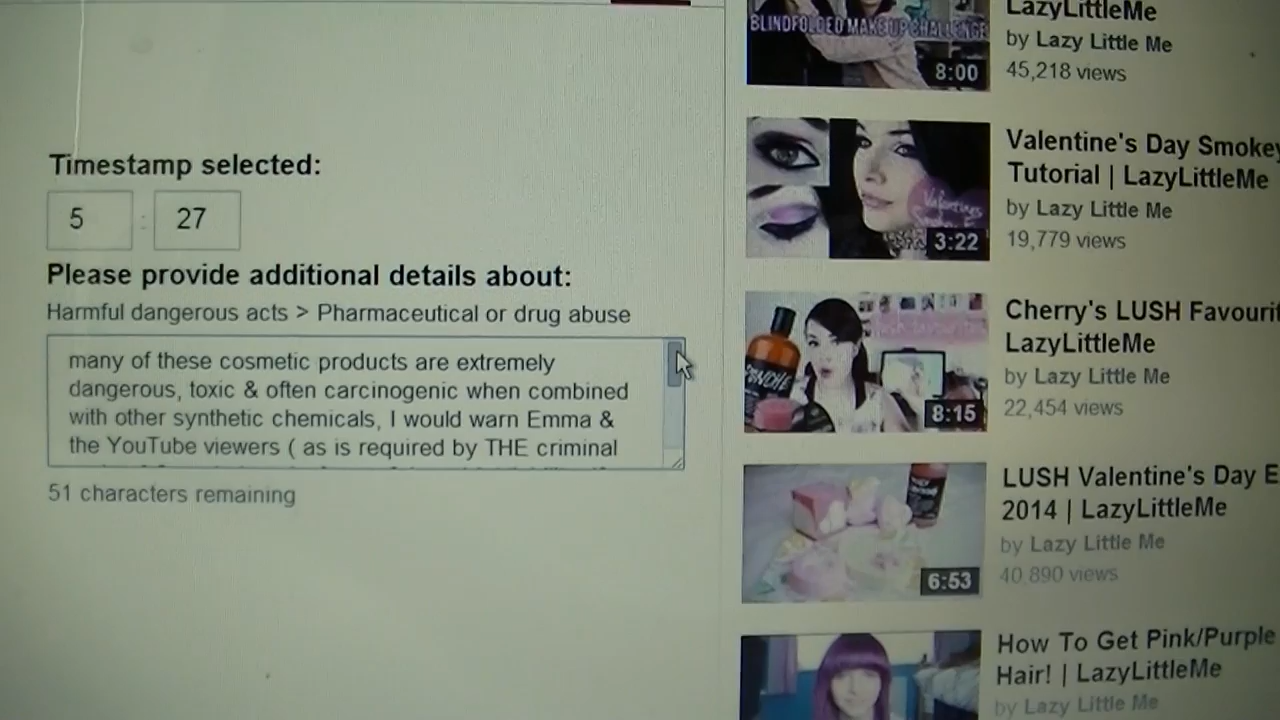 Timestamp selected:
5 : 27
Please provide additional details about:
Harmful dangerous acts > Pharmaceutical or drug abuse
many of these cosmetic products are extremely
dangerous, toxic & often carcinogenic when combined
with other synthetic chemicals, I would warn Emma &
the YouTube viewers ( as is required by THE criminal
51 characters remaining
BLINDFOLDED MAKEUP CHALLENGE
8:00
LazyLittleMe
by Lazy Little Me
45,218 views
3:22
Valentine's Day Smokey
Tutorial | LazyLittleMe
by Lazy Little Me
19,779 views
8:15
Cherry's LUSH Favourit
LazyLittleMe
by Lazy Little Me
22,454 views
6:53
LUSH Valentine's Day E
2014 | LazyLittleMe
by Lazy Little Me
40,890 views
How To Get Pink/Purple
Hair! | LazyLittleMe
by Lazy Little Me